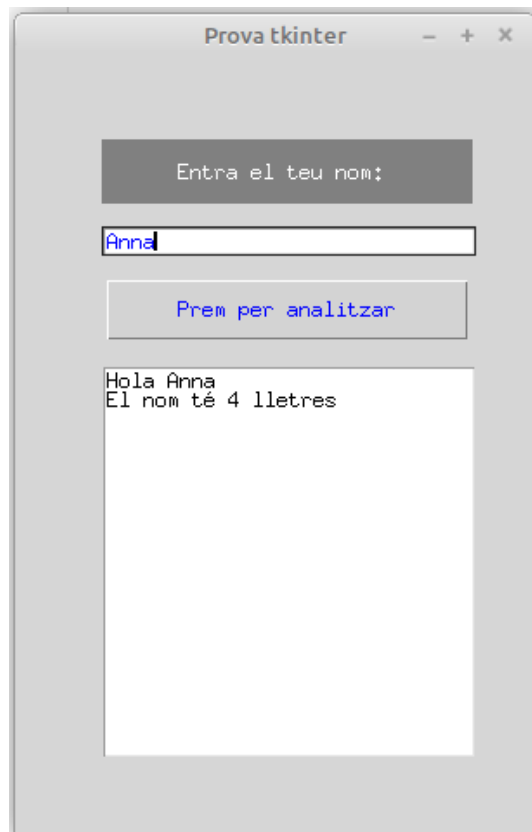 Prova tkinter
Entra el teu nom:
Anna
Prem per analitzar
Hola Anna
El nom té 4 lletres